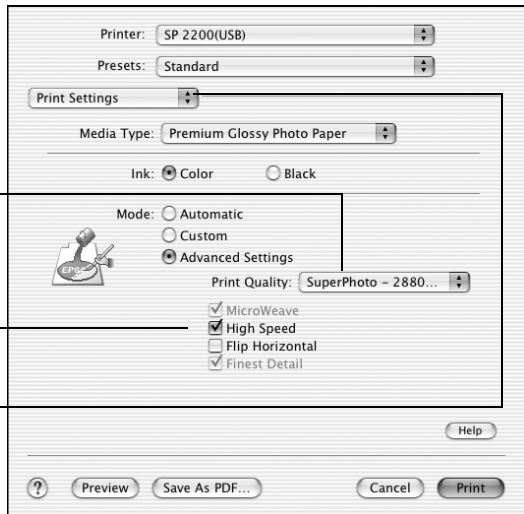 Printer: SP 2200(USB)
Presets: Standard
Print Settings
Media Type: Premium Glossy Photo Paper
Ink: Color Black
Mode: Automatic
Custom
EPSON Advanced Settings
Print Quality: SuperPhoto - 2880...
MicroWeave
High Speed
Flip Horizontal
Finest Detail
Help
? Preview Save As PDF... Cancel Print